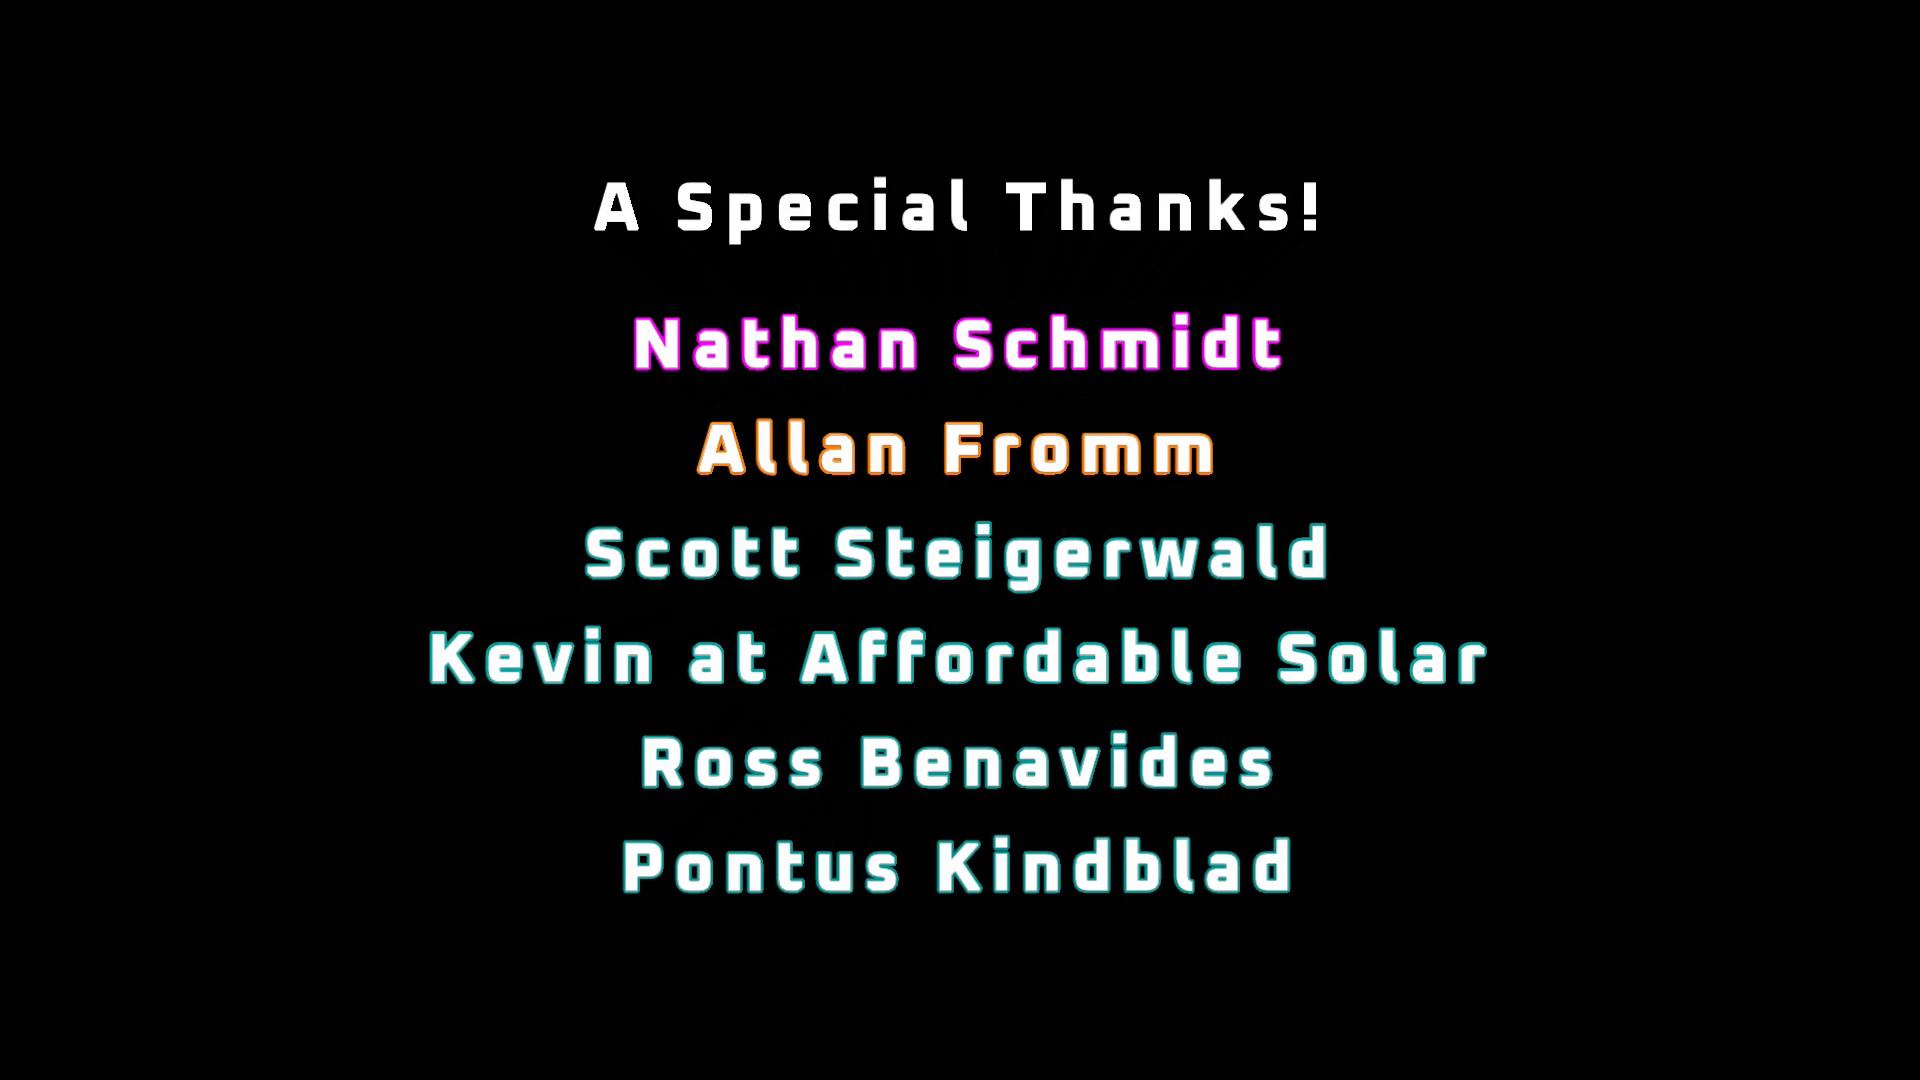 A Special Thanks!
Nathan Schmidt
Allan Fromm
Scott Steigerwald
Kevin at Affordable Solar
Ross Benavides
Pontus Kindblad